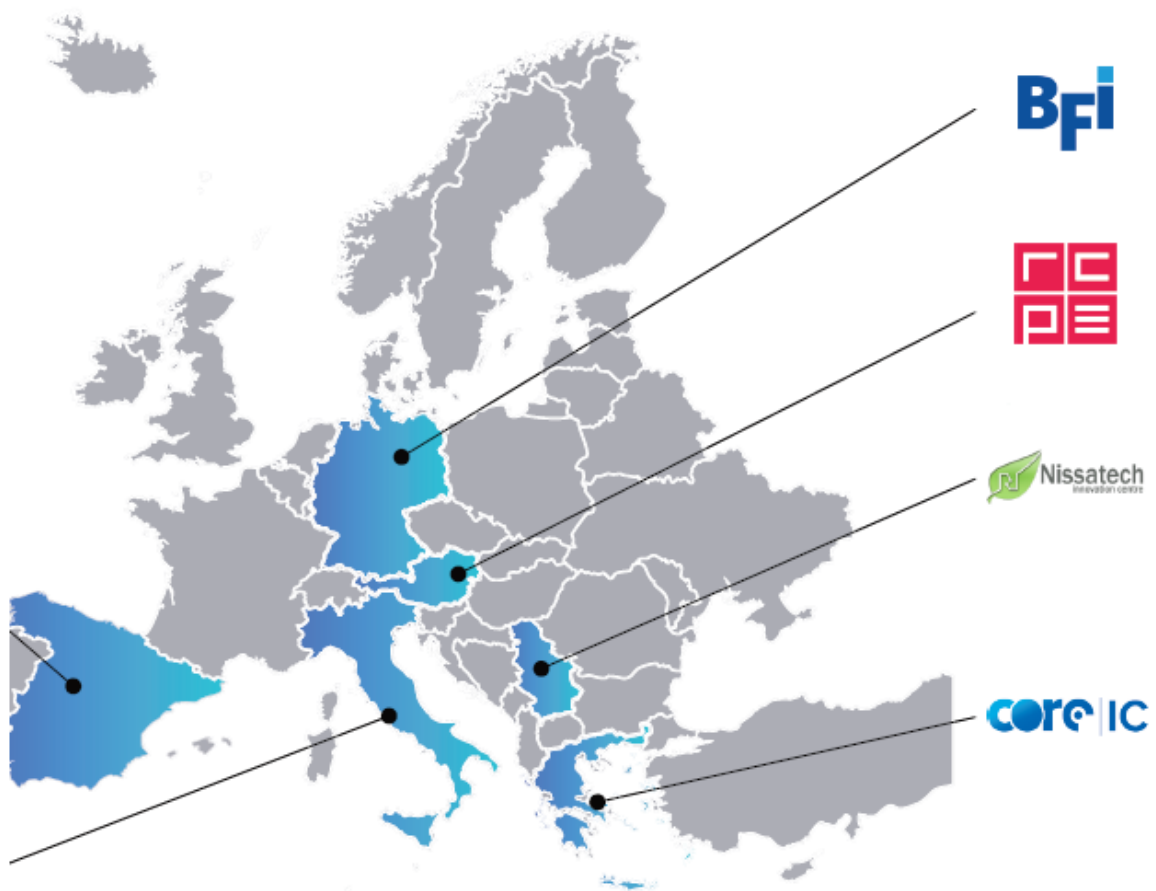 BFi
rcpe
Nissatech
innovation centre
core IC